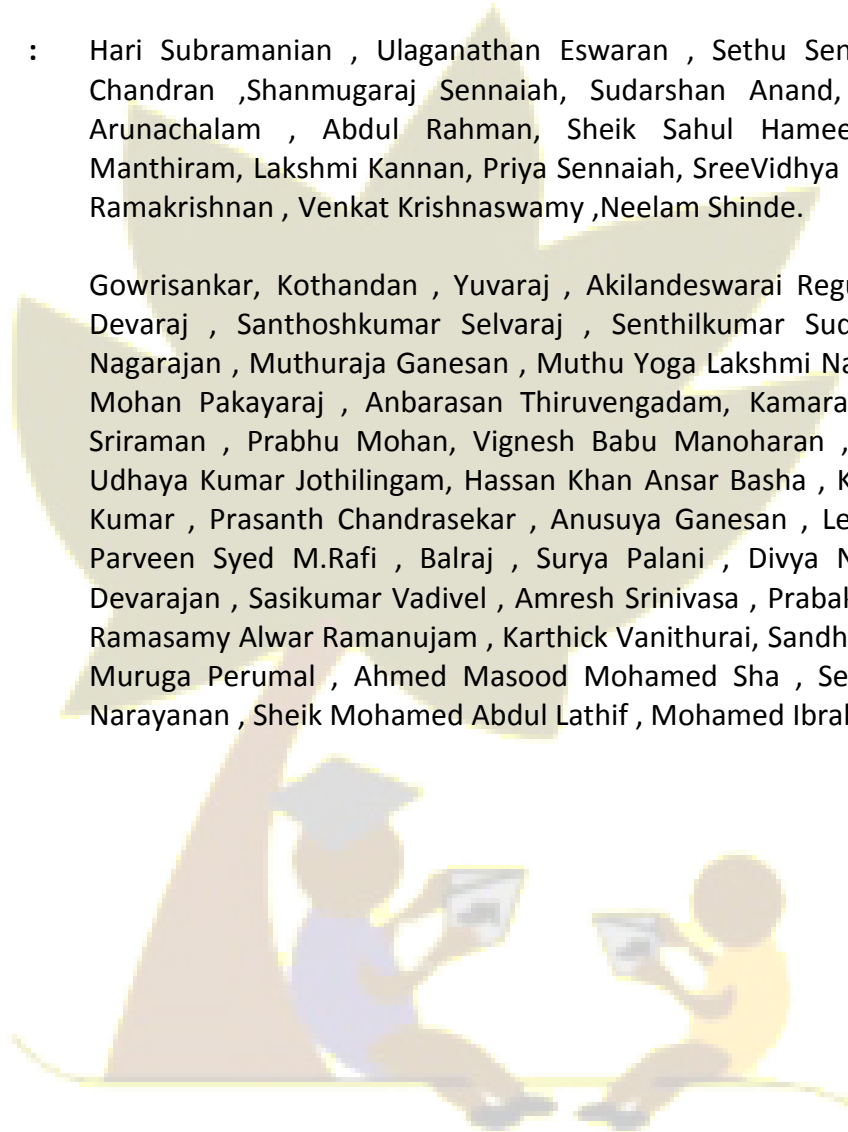 : Hari Subramanian , Ulaganathan Eswaran , Sethu
Chandran ,Shanmugaraj Sennaiah, Sudarshan Anand,
Arunachalam , Abdul Rahman, Sheik Sahul
Manthiram, Lakshmi Kannan, Priya Sennaiah, SreeVidhya
Ramakrishnan , Venkat Krishnaswamy ,Neelam Shinde.
Gowrisankar, Kothandan , Yuvaraj , Akilandeswarai
Devaraj , Santhoshkumar Selvaraj , Senthilkumar
Nagarajan , Muthuraja Ganesan , Muthu Yoga Lakshmi
Mohan Pakayaraj , Anbarasan Thiruvengadam,
Sriraman , Prabhu Mohan, Vignesh Babu Manoharan ,
Udhaya Kumar Jothilingam, Hassan Khan Ansar Basha ,
Kumar , Prasanth Chandrasekar , Anusuya Ganesan ,
Parveen Syed M.Rafi , Balraj , Surya Palani , Divya
Devarajan , Sasikumar Vadivel , Amresh Srinivasa ,
Ramasamy Alwar Ramanujam , Karthick Vanithurai,
Muruga Perumal , Ahmed Masood Mohamed Sha ,
Narayanan , Sheik Mohamed Abdul Lathif , Mohamed